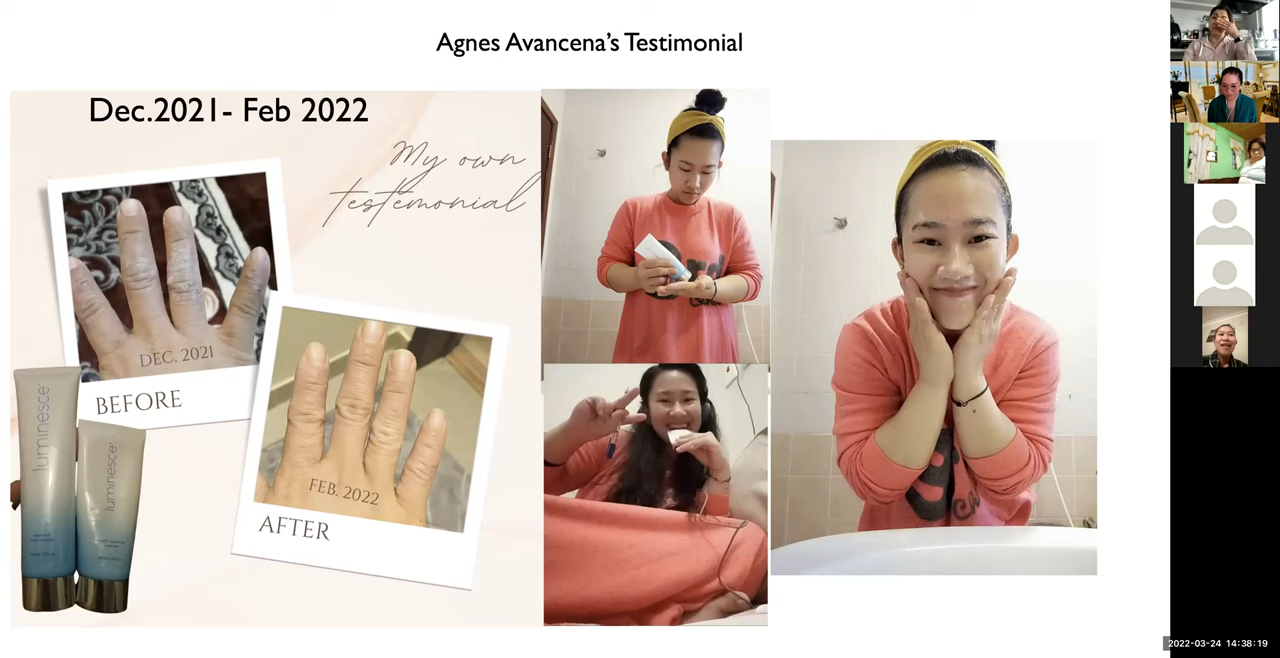 Agnes Avancena's Testimonial
Dec.2021- Feb 2022
My own
testemonial
DEC. 2021
BEFORE
FEB. 2022
AFTER
luminesce
luminesce
2022-03-24 14:38:19